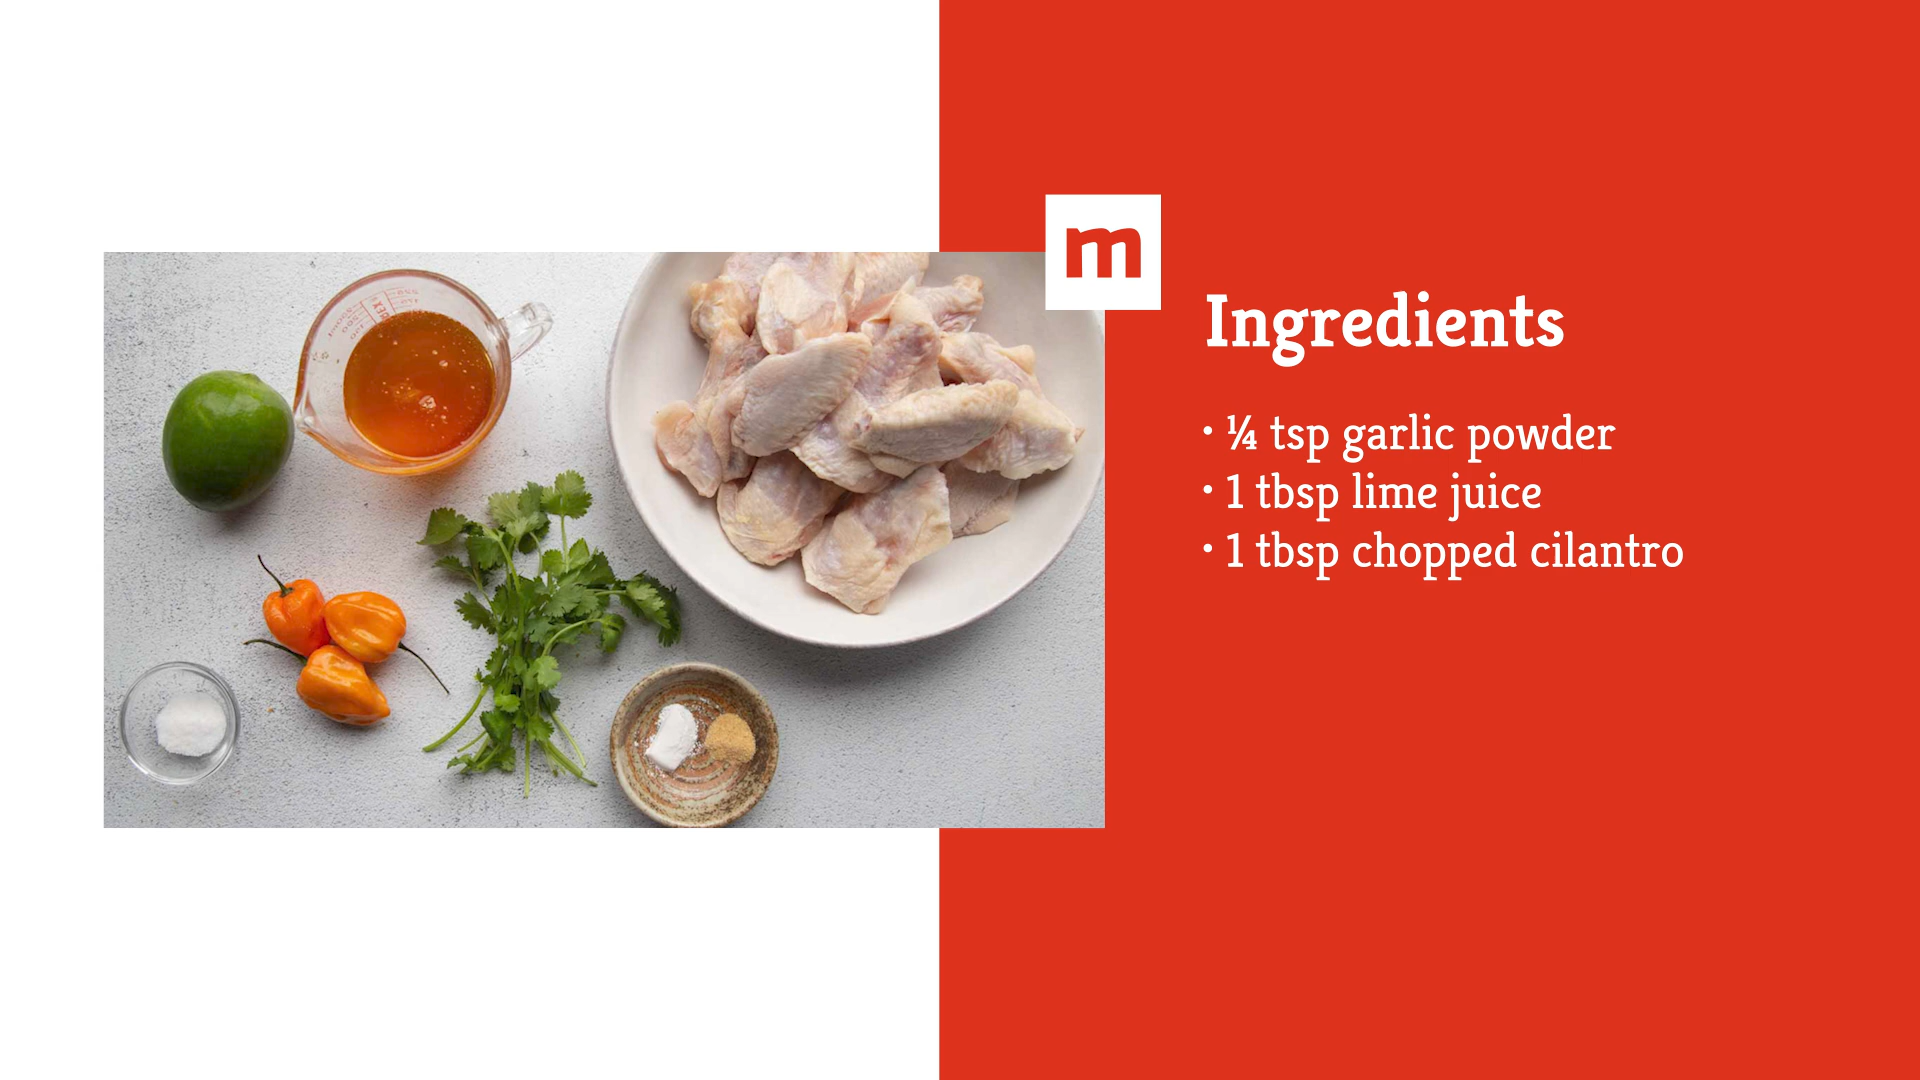 m
Ingredients
• ¼ tsp garlic powder
• 1 tbsp lime juice
• 1 tbsp chopped cilantro